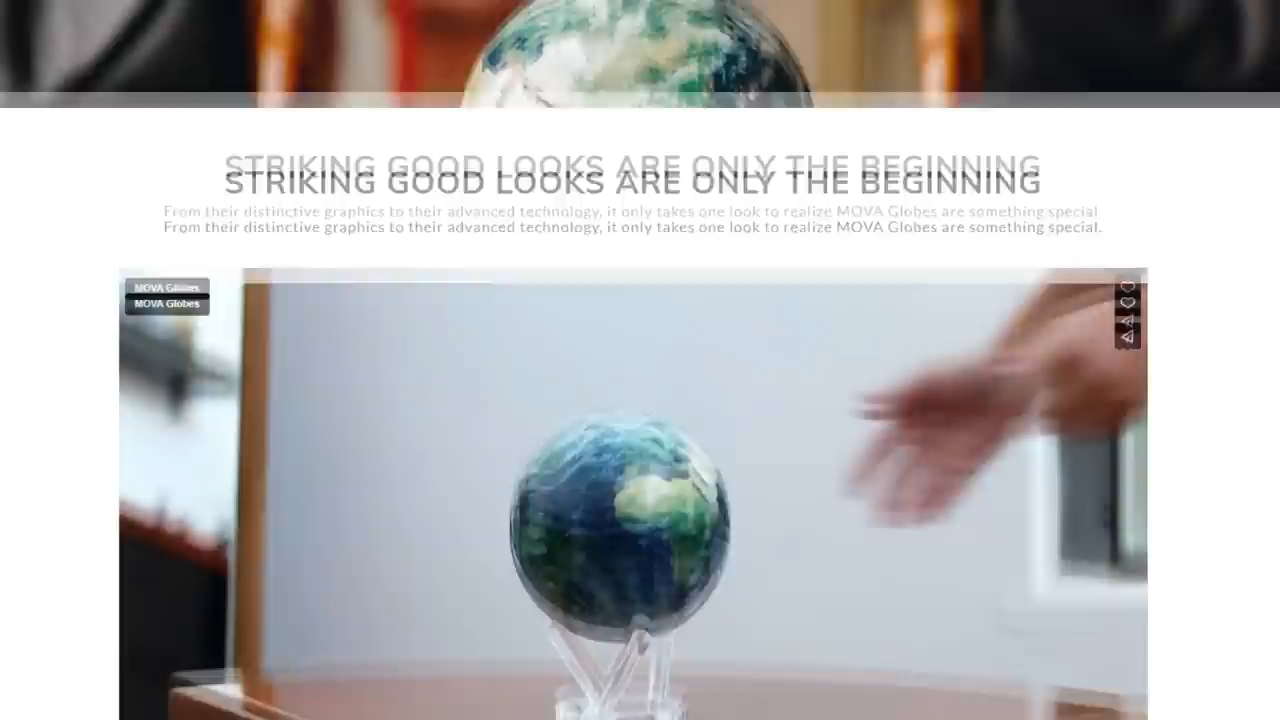 STRIKING GOOD LOOKS ARE ONLY THE BEGINNING
From their distinctive graphics to their advanced technology, it only takes one look to realize MOVA Globes are something special.
MOVA Globes